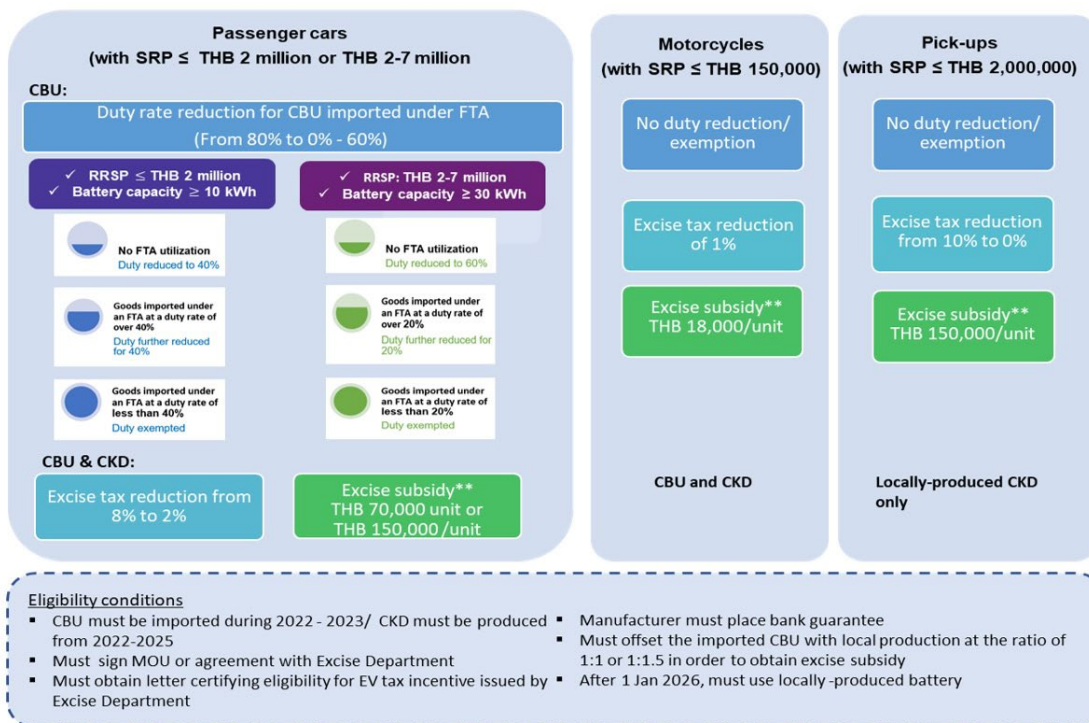 Passenger cars
(with SRP ≤ THB 2 million or THB 2-7 million
CBU:
Duty rate reduction for CBU imported under FTA
(From 80% to 0% - 60%)
✓ RRSP ≤ THB 2 million
✓ Battery capacity ≥ 10 kWh
No FTA utilization
Duty reduced to 40%
Goods imported under
an FTA at a duty rate of
over 40%
Duty further reduced
for 40%
Goods imported under
an FTA at a duty rate of
less than 40%
Duty exempted
✓ RRSP: THB 2-7 million
✓ Battery capacity ≥ 30 kWh
No FTA utilization
Duty reduced to 60%
Goods imported under
an FTA at a duty rate of
over 20%
Duty further reduced for
20%
Goods imported under
an FTA at a duty rate of
less than 20%
Duty exempted
CBU & CKD:
Excise tax reduction from
8% to 2%
Excise subsidy**
THB 70,000 unit or
THB 150,000 /unit
Motorcycles
(with SRP ≤ THB 150,000)
No duty reduction/
exemption
Excise tax reduction
of 1%
Excise subsidy**
THB 18,000/unit
CBU and CKD
Pick-ups
(with SRP ≤ THB 2,000,000)
No duty reduction/
exemption
Excise tax reduction
from 10% to 0%
Excise subsidy**
THB 150,000/unit
Locally-produced CKD
only
Eligibility conditions
▪ CBU must be imported during 2022 - 2023/ CKD must be produced
from 2022-2025
▪ Must sign MOU or agreement with Excise Department
▪ Must obtain letter certifying eligibility for EV tax incentive issued by
Excise Department
▪ Manufacturer must place bank guarantee
▪ Must offset the imported CBU with local production at the ratio of
1:1 or 1:1.5 in order to obtain excise subsidy
▪ After 1 Jan 2026, must use locally -produced battery